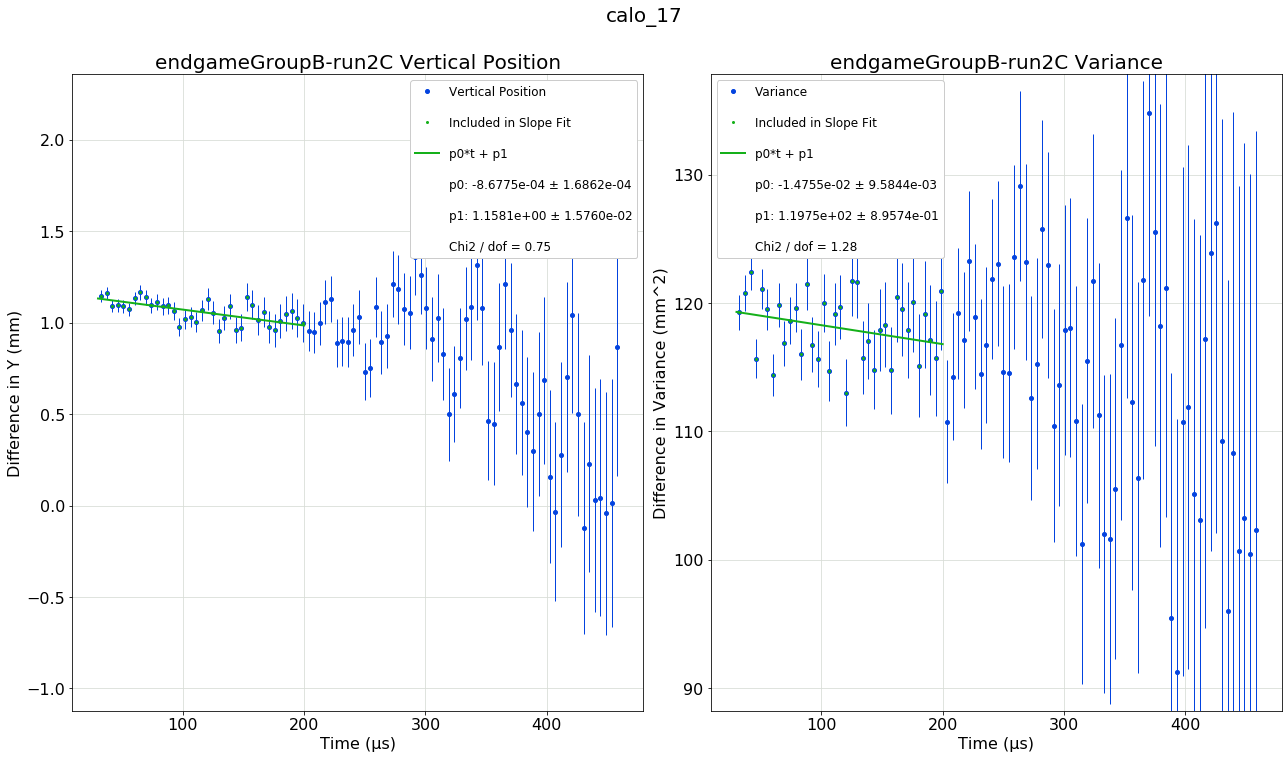 calo_17
endgameGroupB-run2C Vertical Position
Vertical Position
Included in Slope Fit
p0*t + p1
p0: -8.6775e-04 ± 1.6862e-04
p1: 1.1581e+00 ± 1.5760e-02
Chi2 / dof = 0.75
Difference in Y (mm)
2.0
1.5
1.0
0.5
0.0
−0.5
−1.0
100 200 300 400
Time (μs)
endgameGroupB-run2C Variance
Variance
Included in Slope Fit
p0*t + p1
p0: -1.4755e-02 ± 9.5844e-03
p1: 1.1975e+02 ± 8.9574e-01
Chi2 / dof = 1.28
Difference in Variance (mm^2)
130
120
110
100
90
100 200 300 400
Time (μs)